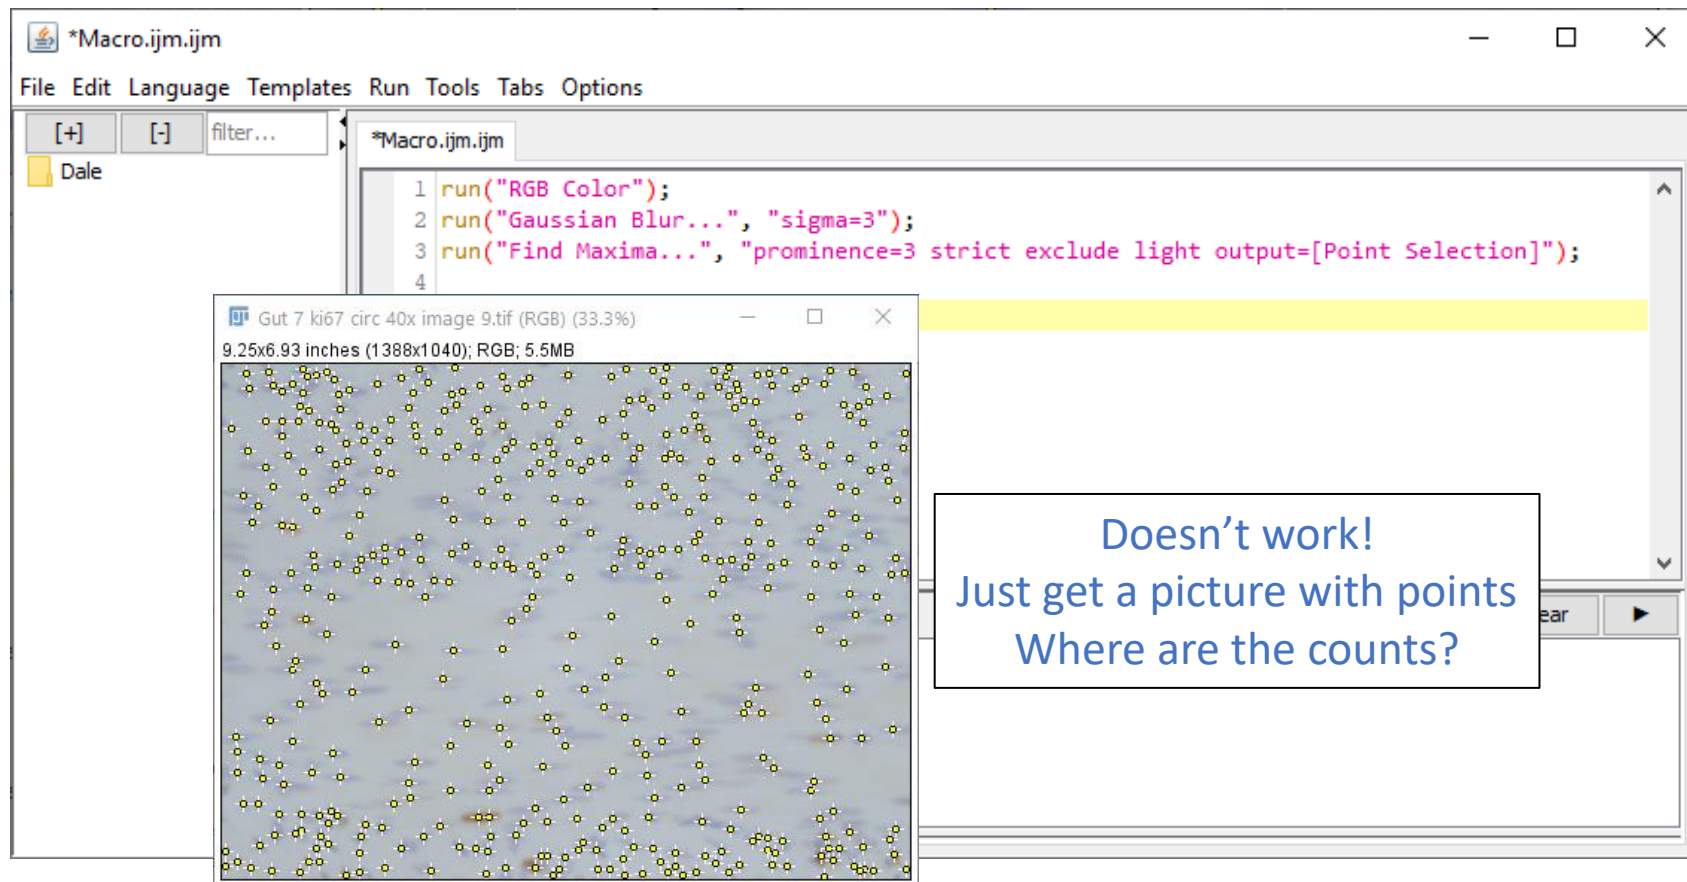 *Macro.ijm.ijm
File Edit Language Templates Run Tools Tabs Options
[+] [-] filter...
Dale
*Macro.ijm.ijm
1 run("RGB Color");
2 run("Gaussian Blur...", "sigma=3");
3 run("Find Maxima...", "prominence=3 strict exclude light output=[Point Selection]");
4
Gut 7 ki67 circ 40x image 9.tif (RGB) (33.3%)
9.25x6.93 inches (1388x1040); RGB; 5.5MB
Doesn’t work!
Just get a picture with points
Where are the counts?
ear